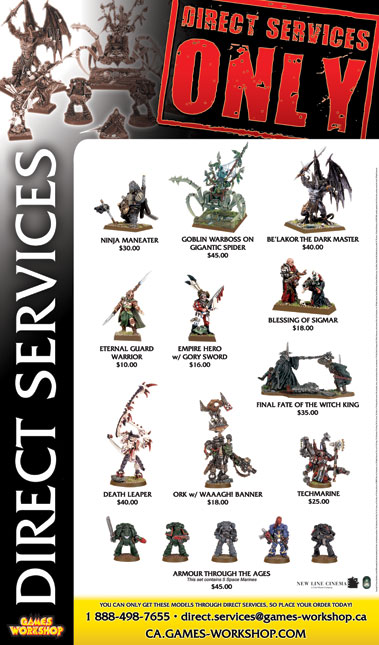 DIRECT SERVICES
ONLY
DIRECT SERVICES
NINJA MANEATER
$30.00
GOBLIN WARBOSS ON
GIGANTIC SPIDER
$45.00
BE'LAKOR THE DARK MASTER
$40.00
ETERNAL GUARD
WARRIOR
$10.00
EMPIRE HERO
w/ GORY SWORD
$16.00
BLESSING OF SIGMAR
$18.00
FINAL FATE OF THE WITCH KING
$35.00
DEATH LEAPER
$40.00
ORK w/ WAAAGH! BANNER
$18.00
TECHMARINE
$25.00
ARMOUR THROUGH THE AGES
This set contains 5 Space Marines
$45.00
NEW LINE CINEMA
GAMES
WORKSHOP
YOU CAN ONLY GET THESE MODELS THROUGH DIRECT SERVICES, SO PLACE YOUR ORDER TODAY!
1 888-498-7655 • direct.services@games-workshop.ca
CA.GAMES-WORKSHOP.COM